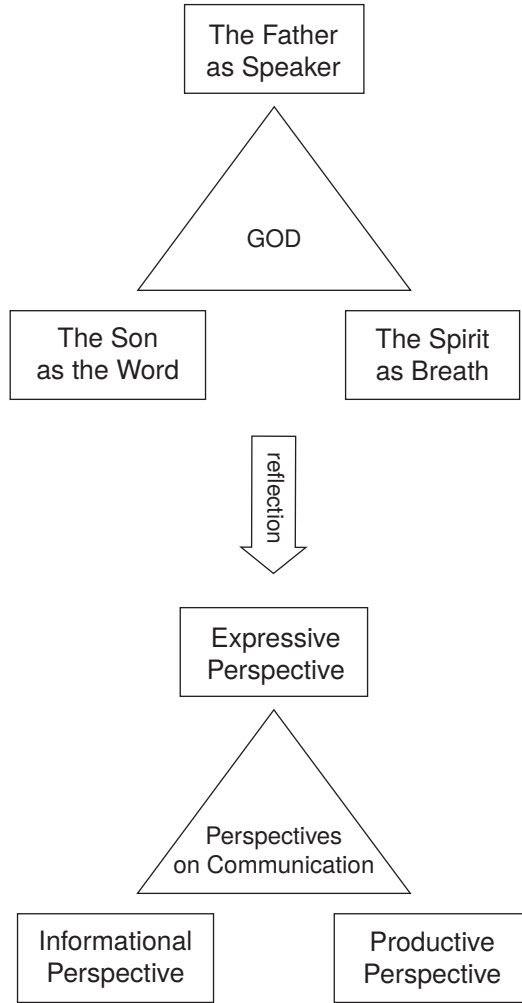 The Father
as Speaker
GOD
The Son
as the Word
The Spirit
as Breath
reflection
Expressive
Perspective
Perspectives
on Communication
Informational
Perspective
Productive
Perspective